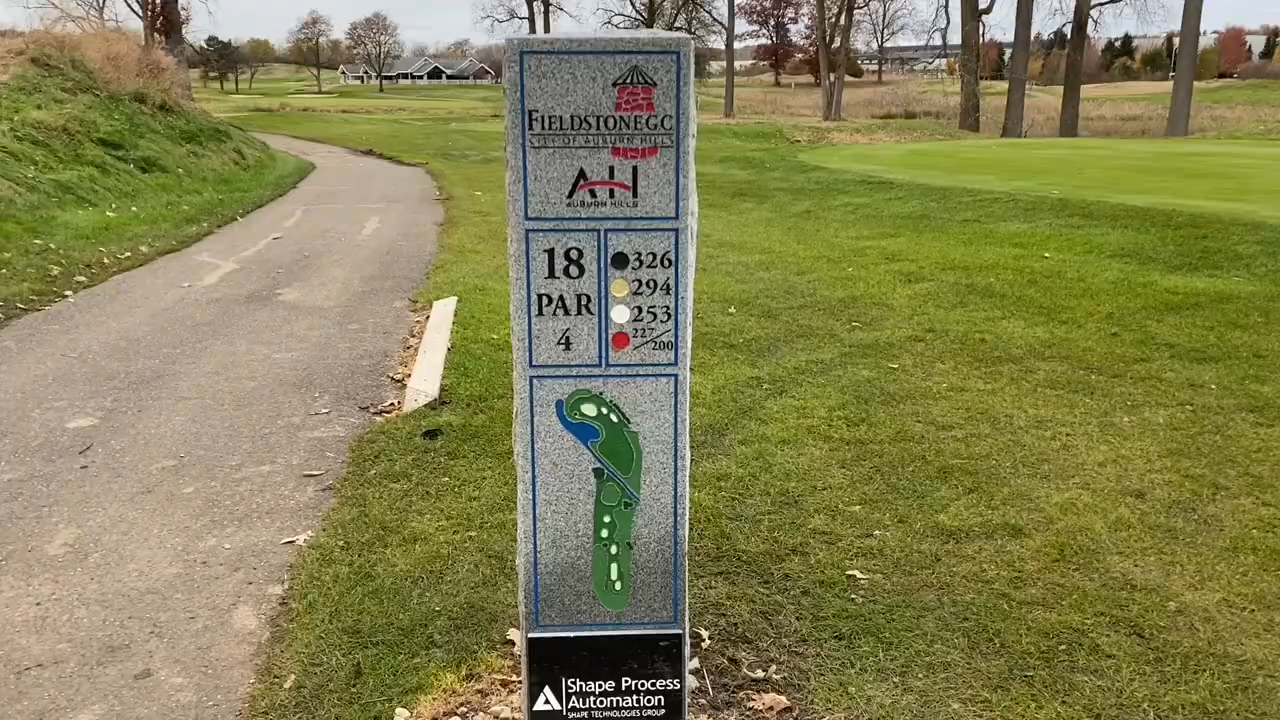 FIELDSTONE GC
CITY OF AUBURN HILLS
AH
AUBURN HILLS
18
PAR
4
326
294
253
227/200
Shape Process
Automation
SHAPE TECHNOLOGIES GROUP